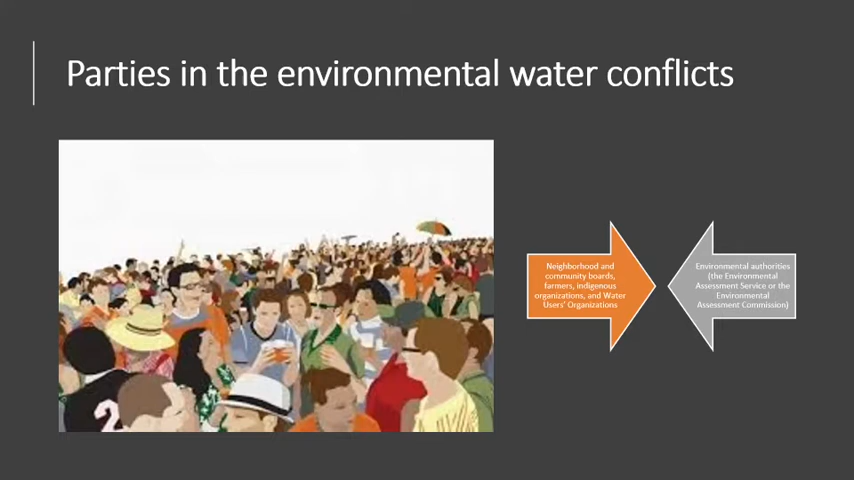 Parties in the environmental water conflicts
Neighborhood and
community boards,
farmers, indigenous
organizations, and Water
Users' Organizations
Environmental authorities
(the Environmental
Assessment Service or the
Environmental
Assessment Commission)
2